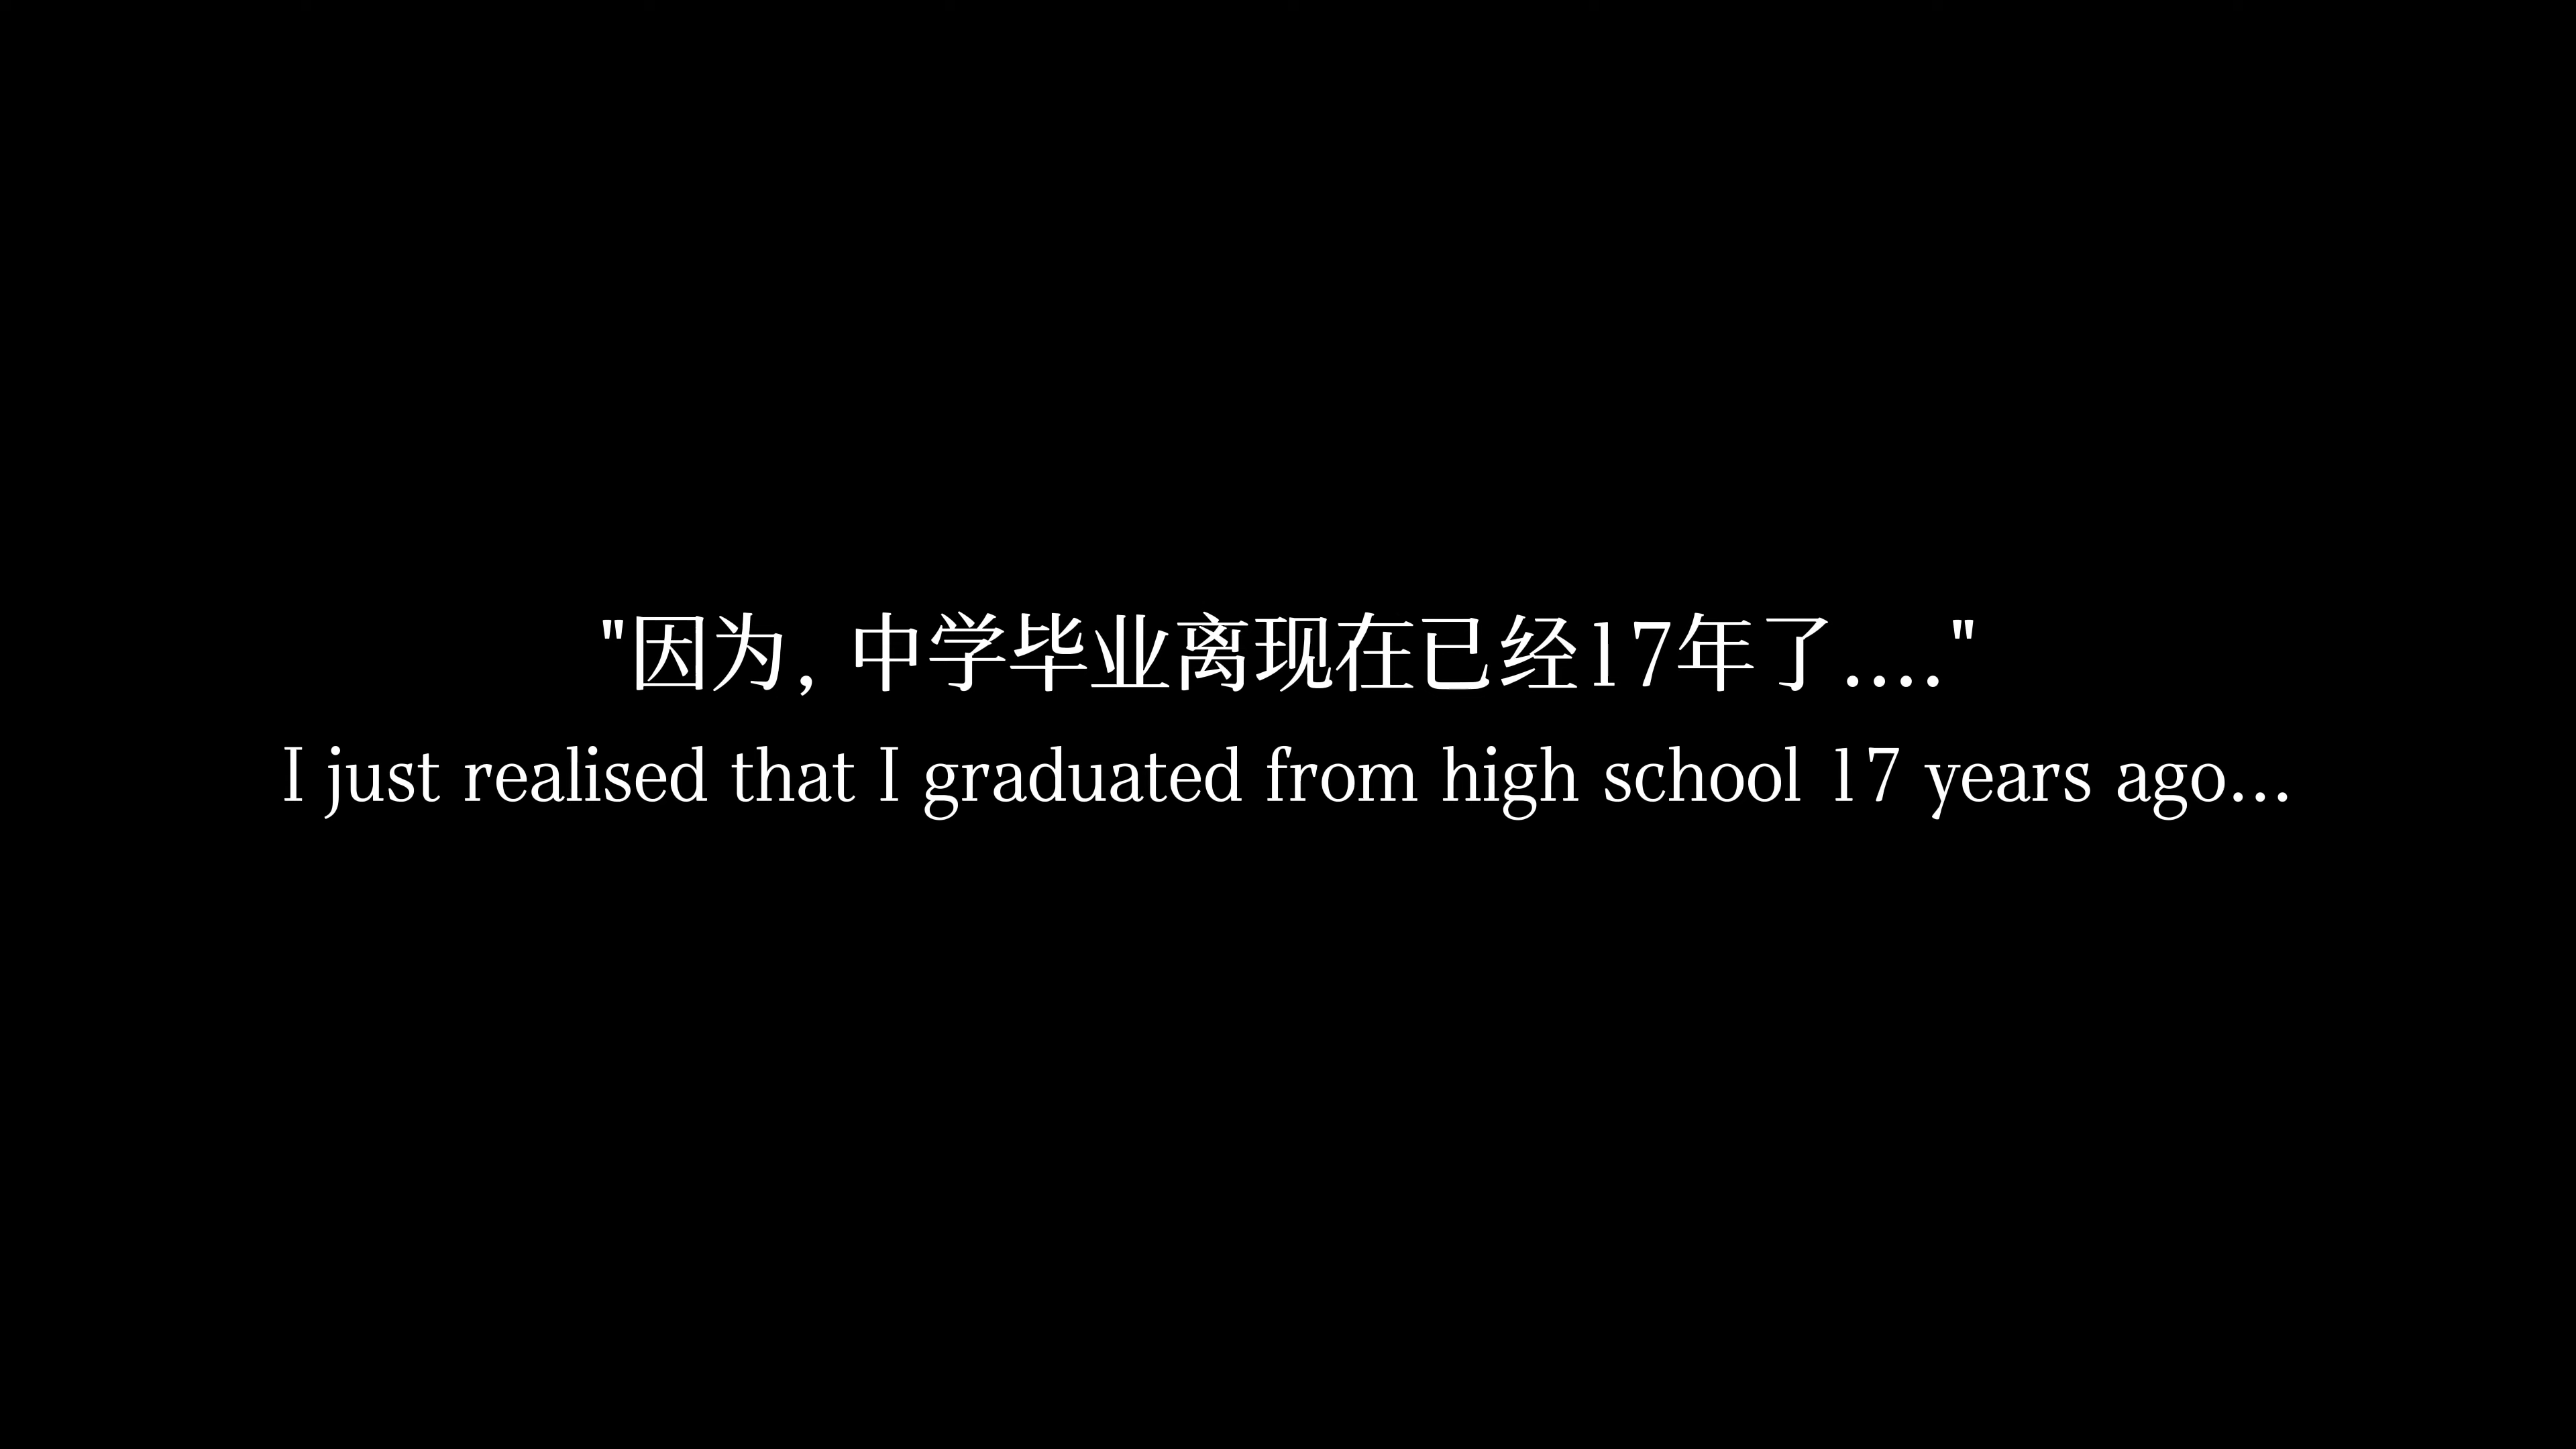 "因为, 中学毕业离现在已经17年了...."
I just realised that I graduated from high school 17 years ago...